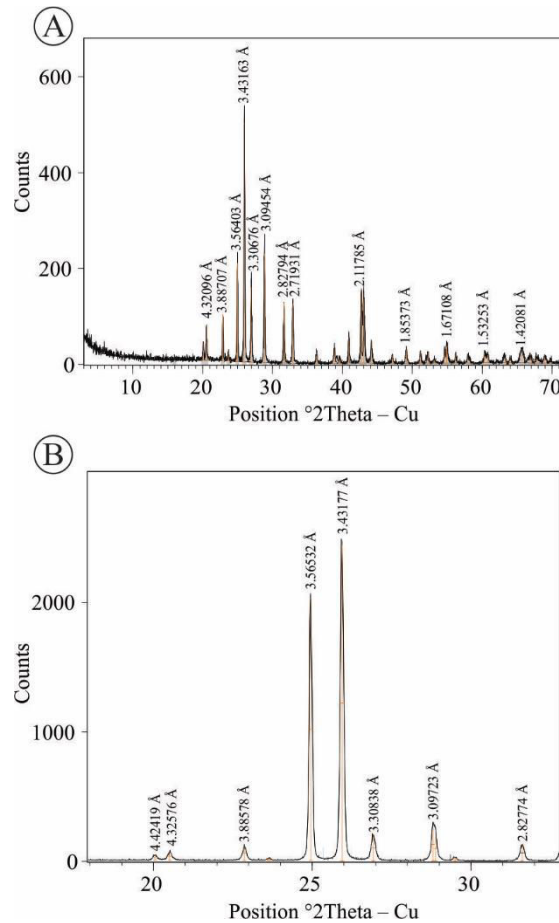 A
600
400
200
0
Counts
4.32096 Å
3.88707 Å
3.56403 Å
3.43163 Å
3.30676 Å
3.09454 Å
2.82794 Å
2.71931 Å
2.11785 Å
1.85373 Å
1.67108 Å
1.53253 Å
1.42081 Å
10 20 30 40 50 60 70
Position °2Theta – Cu
B
2000
1000
0
Counts
4.42419 Å
4.32576 Å
3.88578 Å
3.56532 Å
3.43177 Å
3.30838 Å
3.09723 Å
2.82774 Å
20 25 30
Position °2Theta – Cu